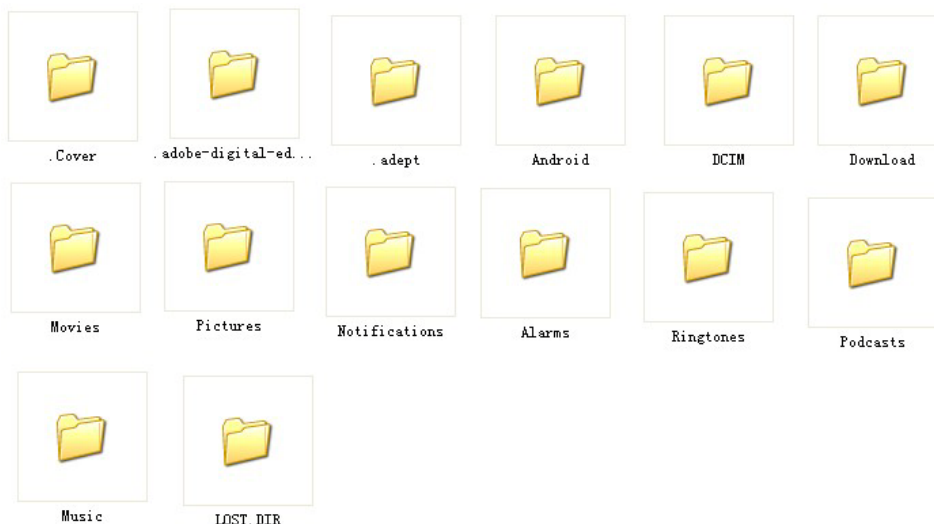 .Cover
.adobe-digital-ed...
.adept
Android
DCIM
Download
Movies
Pictures
Notifications
Alarms
Ringtones
Podcasts
Music
LOST.DIR